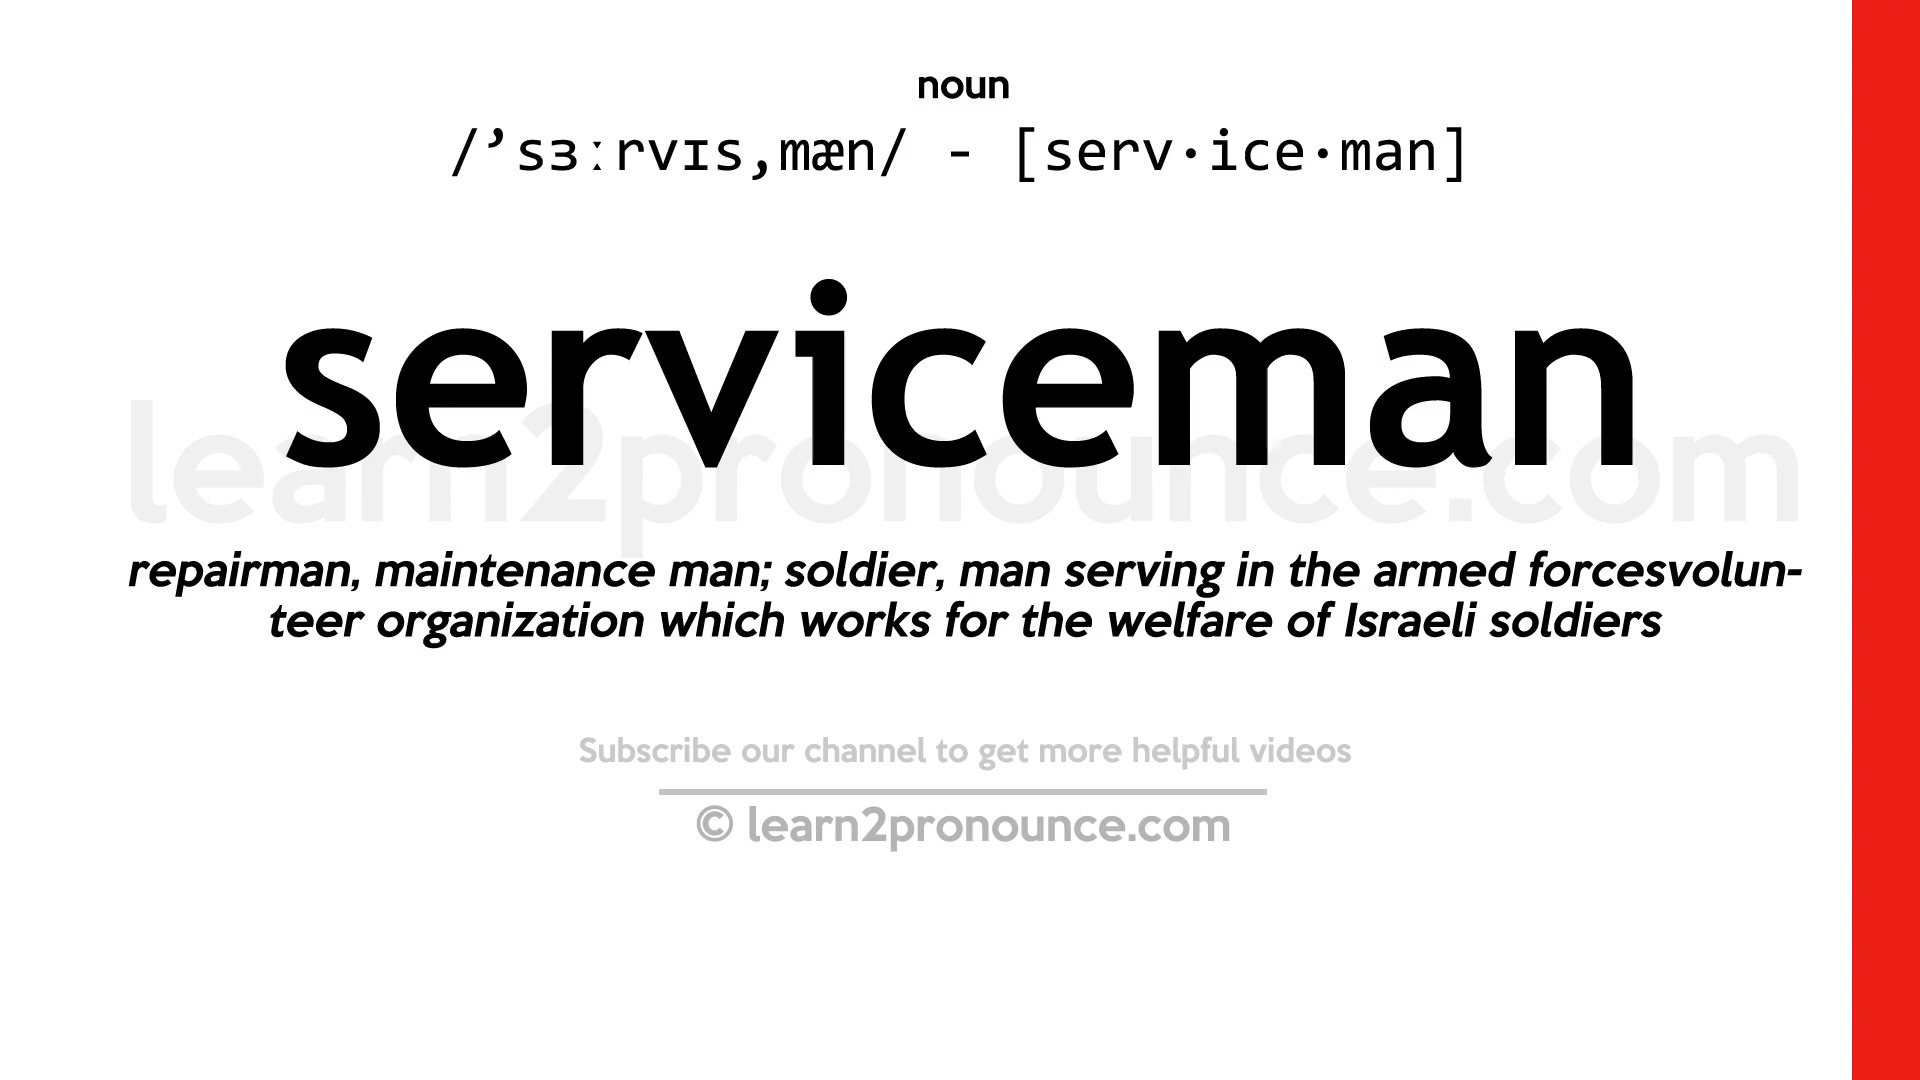 noun
/’sɜːrvɪs,mæn/ - [serv·ice·man]
serviceman
learn2pronounce.com
repairman, maintenance man; soldier, man serving in the armed forcesvolun-
teer organization which works for the welfare of Israeli soldiers
Subscribe our channel to get more helpful videos
© learn2pronounce.com